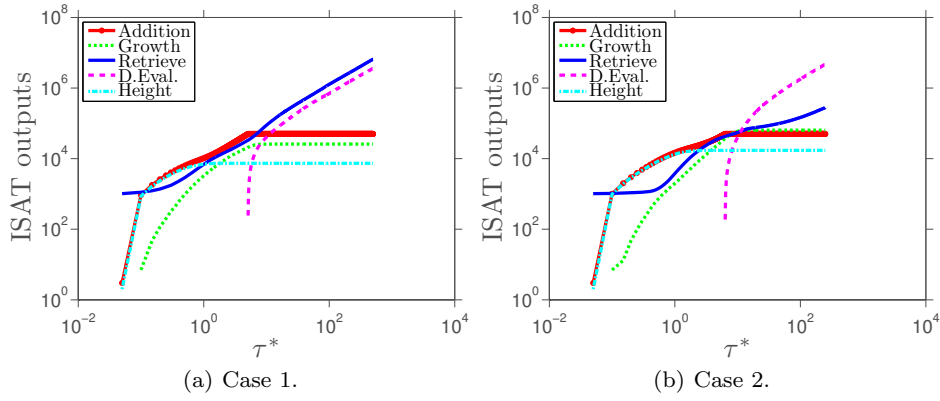 10^8
10^6
10^4
10^2
10^0
ISAT outputs
Addition
Growth
Retrieve
D.Eval.
Height
10^-2
10^0
10^2
10^4
τ*
(a) Case 1.
10^8
10^6
10^4
10^2
10^0
ISAT outputs
Addition
Growth
Retrieve
D.Eval.
Height
10^-2
10^0
10^2
10^4
τ*
(b) Case 2.